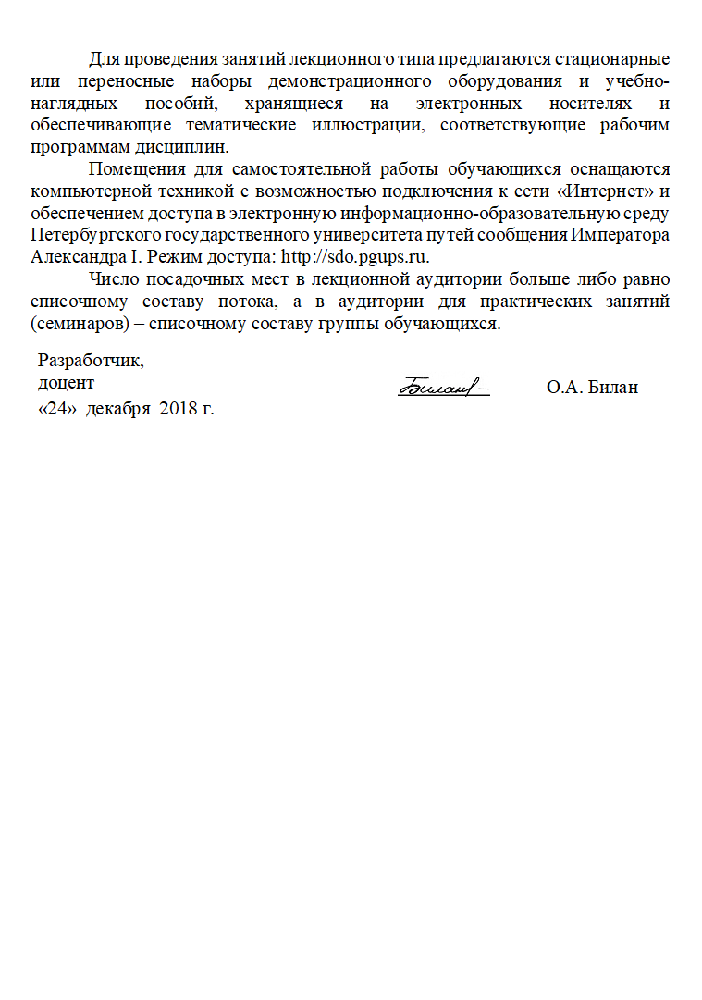 Для проведения занятий лекционного типа предлагаются стационарные
или переносные наборы демонстрационного оборудования и учебно-
наглядных пособий, хранящиеся на электронных носителях и
обеспечивающие тематические иллюстрации, соответствующие рабочим
программам дисциплин.
Помещения для самостоятельной работы обучающихся оснащаются
компьютерной техникой с возможностью подключения к сети «Интернет» и
обеспечением доступа в электронную информационно-образовательную среду
Петербургского государственного университета путей сообщения Императора
Александра I. Режим доступа: http://sdo.pgups.ru.
Число посадочных мест в лекционной аудитории больше либо равно
списочному составу потока, а в аудитории для практических занятий
(семинаров) – списочному составу группы обучающихся.
Разработчик,
доцент
Билан О.А. Билан
«24» декабря 2018 г.